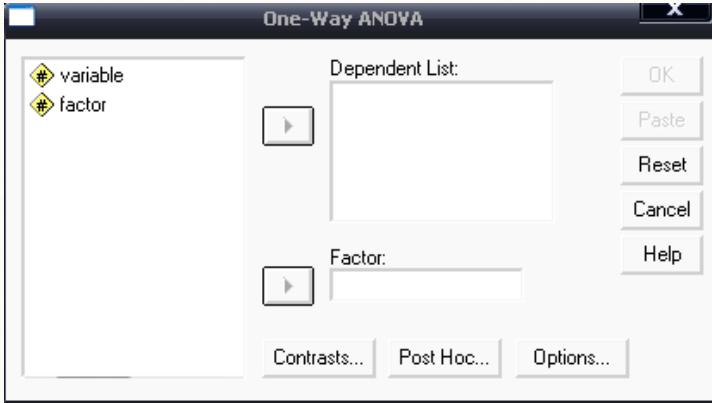 One-Way ANOVA
X
# variable
# factor
Dependent List:
Factor:
OK
Paste
Reset
Cancel
Help
Contrasts...
Post Hoc...
Options...